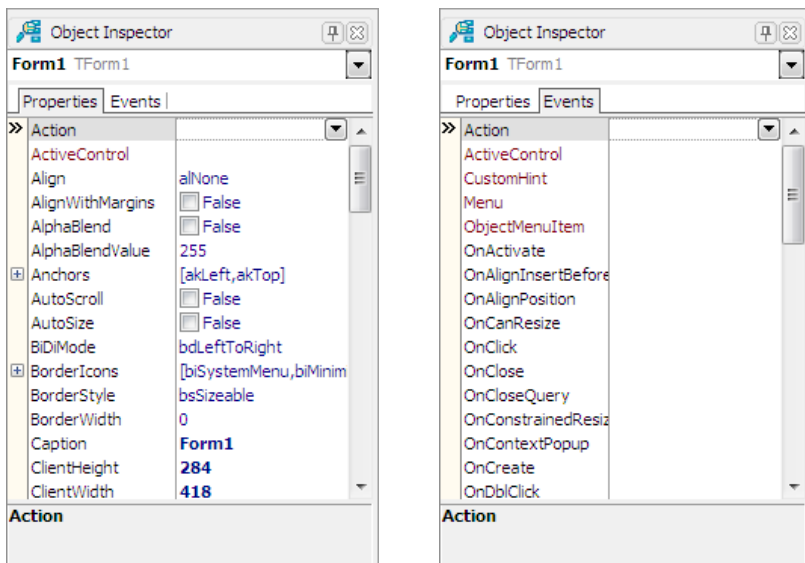 Object Inspector
Form1 TForm1
Properties Events
Action
ActiveControl
Align alNone
AlignWithMargins False
AlphaBlend False
AlphaBlendValue 255
Anchors [akLeft,akTop]
AutoScroll False
AutoSize False
BiDiMode bdLeftToRight
BorderIcons [biSystemMenu,biMinim
BorderStyle bsSizeable
BorderWidth 0
Caption Form1
ClientHeight 284
ClientWidth 418
Action
Object Inspector
Form1 TForm1
Properties Events
Action
ActiveControl
CustomHint
Menu
ObjectMenuItem
OnActivate
OnAlignInsertBefore
OnAlignPosition
OnCanResize
OnClick
OnClose
OnCloseQuery
OnConstrainedResiz
OnContextPopup
OnCreate
OnDblClick
Action